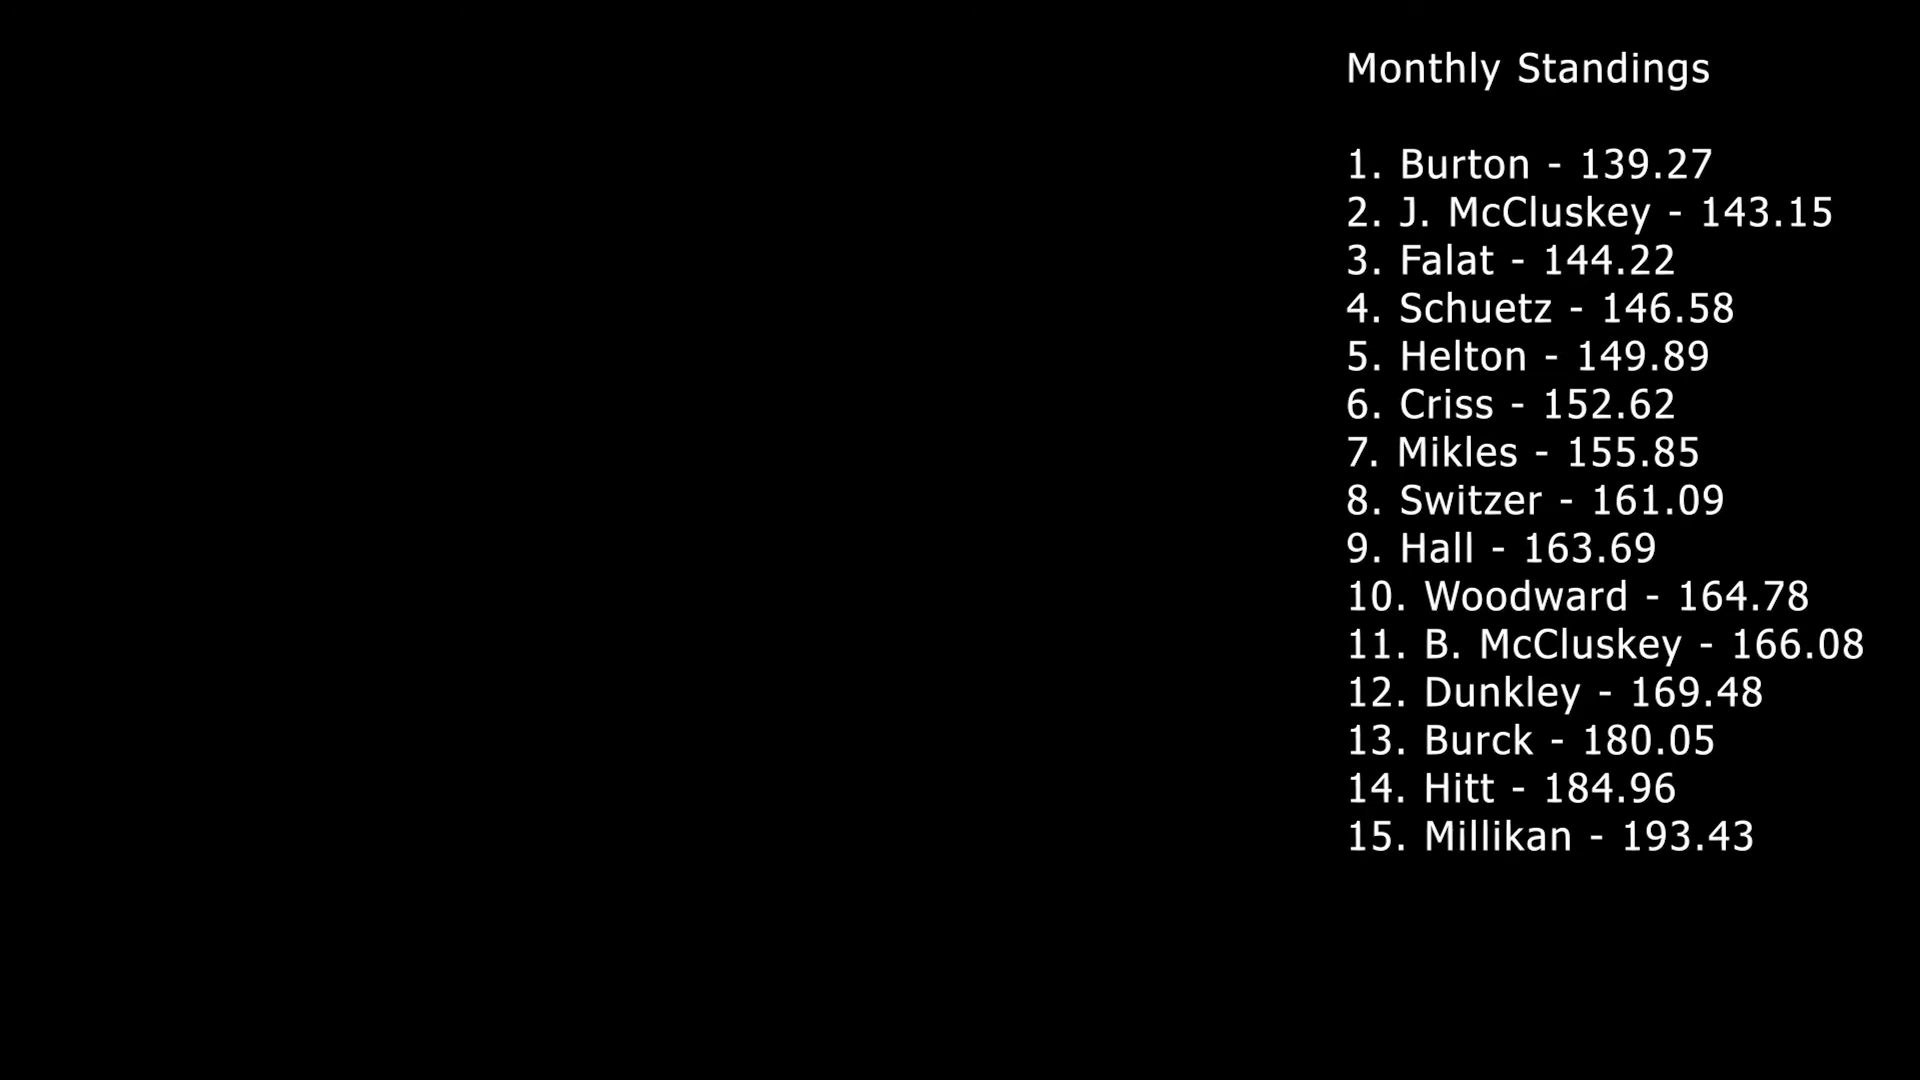 Monthly Standings
1. Burton - 139.27
2. J. McCluskey - 143.15
3. Falat - 144.22
4. Schuetz - 146.58
5. Helton - 149.89
6. Criss - 152.62
7. Mikles - 155.85
8. Switzer - 161.09
9. Hall - 163.69
10. Woodward - 164.78
11. B. McCluskey - 166.08
12. Dunkley - 169.48
13. Burck - 180.05
14. Hitt - 184.96
15. Millikan - 193.43